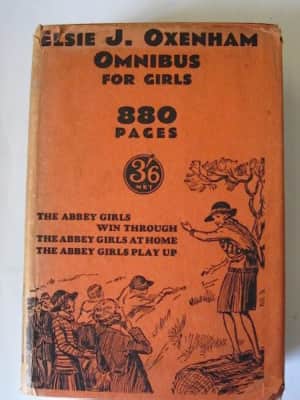 ELSIE J. OXENHAM
OMNIBUS
FOR GIRLS
880
PAGES
3/6
NET
THE ABBEY GIRLS
WIN THROUGH
THE ABBEY GIRLS AT HOME
THE ABBEY GIRLS PLAY UP